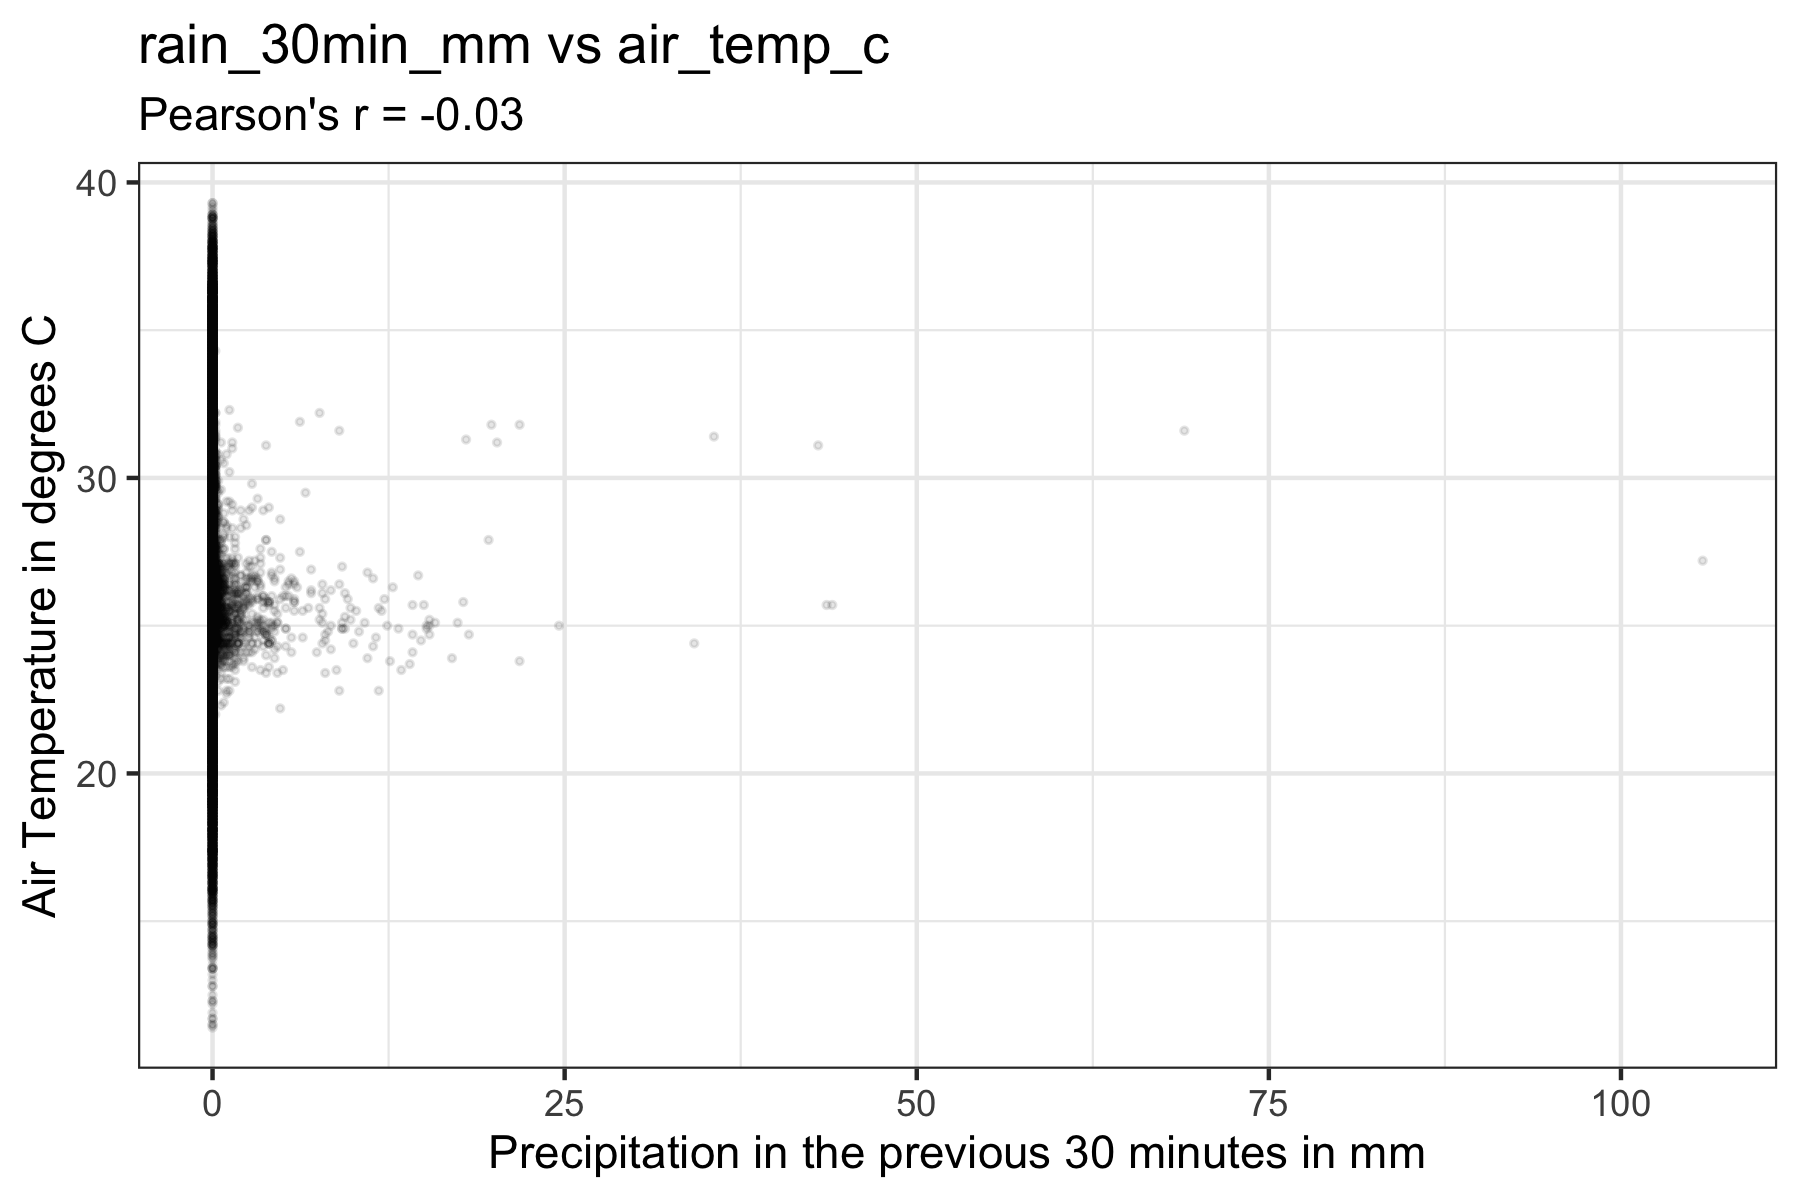 rain_30min_mm vs air_temp_c
Pearson's r = -0.03
40
30
20
Air Temperature in degrees C
0 25 50 75 100
Precipitation in the previous 30 minutes in mm